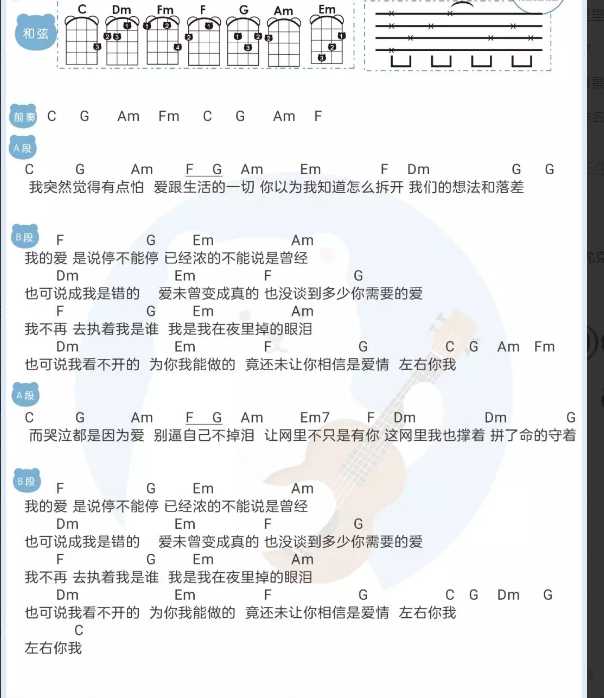 和弦
C Dm Fm F G Am Em
前奏 C G Am Fm C G Am F
A段
C G Am F G Am Em F Dm G G
我突然觉得有点怕 爱跟生活的一切 你以为我知道怎么拆开 我们的想法和落差
B段
F G Em Am
我的爱 是说停不能停 已经浓的不能说是曾经
Dm Em F G
也可说成我是错的 爱未曾变成真的 也没谈到多少你需要的爱
F G Em Am
我不再 去执着我是谁 我是我在夜里掉的眼泪
Dm Em F G C G Am Fm
也可说我看不开的 为你我能做的 竟还未让你相信是爱情 左右你我
A段
C G Am F G Am Em7 F Dm Dm G
而哭泣都是因为爱 别逼自己不掉泪 让网里不只是有你 这网里我也撑着 拼了命的守着
B段
F G Em Am
我的爱 是说停不能停 已经浓的不能说是曾经
Dm Em F G
也可说成我是错的 爱未曾变成真的 也没谈到多少你需要的爱
F G Em Am
我不再 去执着我是谁 我是我在夜里掉的眼泪
Dm Em F G C G Dm G
也可说我看不开的 为你我能做的 竟还未让你相信是爱情 左右你我
C
左右你我